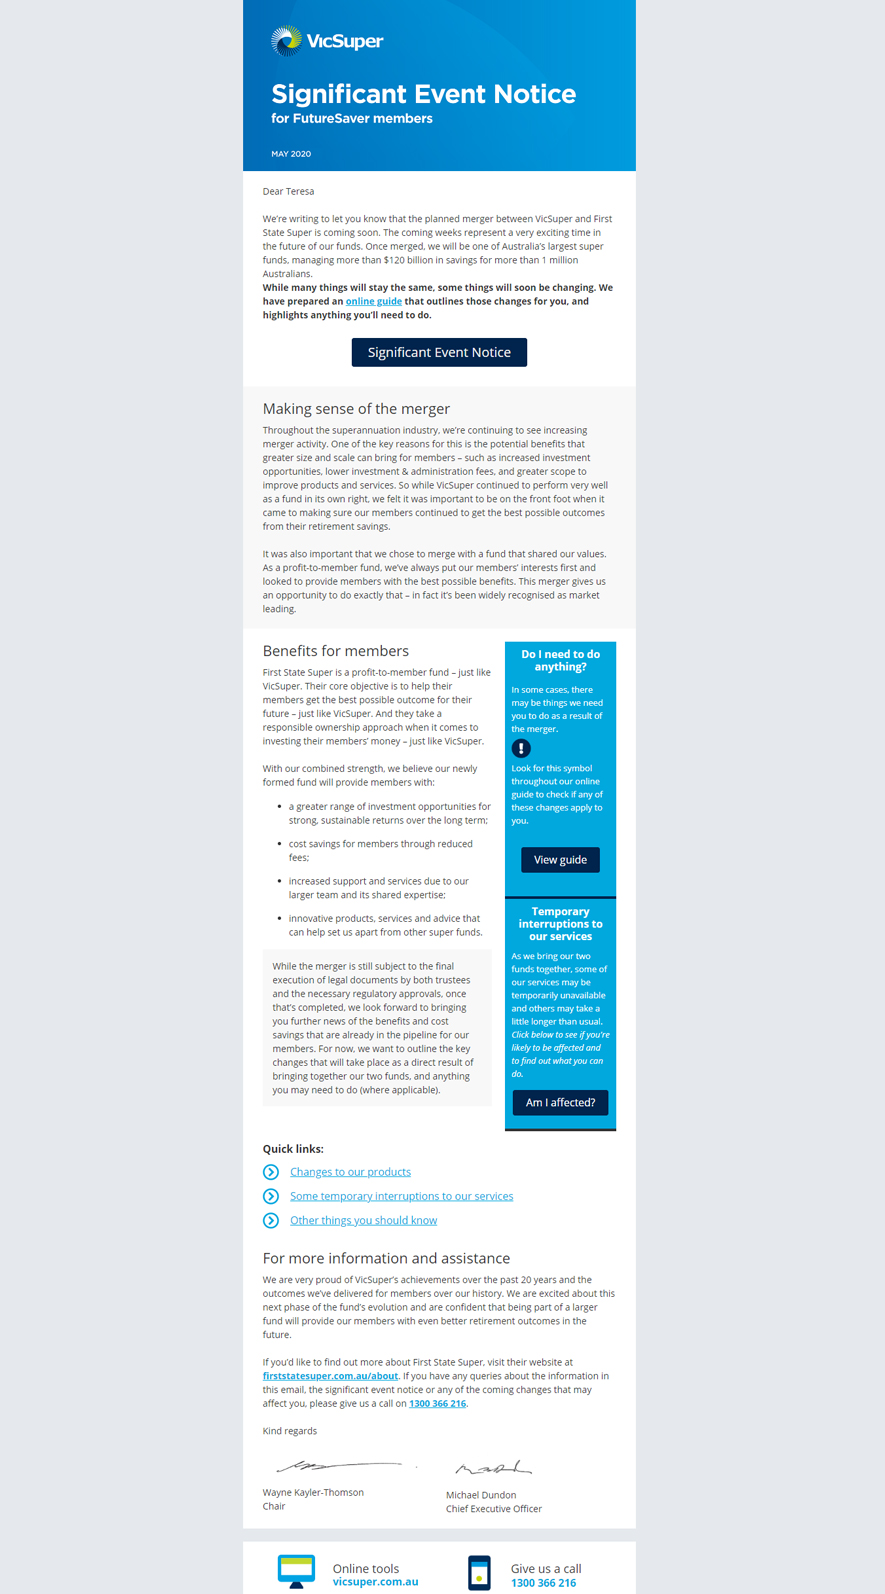 VicSuper
Significant Event Notice
for FutureSaver members
MAY 2020
Dear Teresa
We're writing to let you know that the planned merger between VicSuper and First
State Super is coming soon. The coming weeks represent a very exciting time in
the future of our funds. Once merged, we will be one of Australia's largest super
funds, managing more than $120 billion in savings for more than 1 million
Australians.
While many things will stay the same, some things will soon be changing. We
have prepared an online guide that outlines those changes for you, and
highlights anything you'll need to do.
Significant Event Notice
Making sense of the merger
Throughout the superannuation industry, we're continuing to see increasing
merger activity. One of the key reasons for this is the potential benefits that
greater size and scale can bring for members – such as increased investment
opportunities, lower investment & administration fees, and greater scope to
improve products and services. So while VicSuper continued to perform very well
as a fund in its own right, we felt it was important to be on the front foot when it
came to making sure our members continued to get the best possible outcomes
from their retirement savings.
It was also important that we chose to merge with a fund that shared our values.
As a profit-to-member fund, we've always put our members' interests first and
looked to provide members with the best possible benefits. This merger gives us
an opportunity to do exactly that – in fact it's been widely recognised as market
leading.
Benefits for members
First State Super is a profit-to-member fund – just like
VicSuper. Their core objective is to help their
members get the best possible outcome for their
future – just like VicSuper. And they take a
responsible ownership approach when it comes to
investing their members' money – just like VicSuper.
With our combined strength, we believe our newly
formed fund will provide members with:
• a greater range of investment opportunities for
strong, sustainable returns over the long term;
• cost savings for members through reduced
fees;
• increased support and services due to our
larger team and its shared expertise;
• innovative products, services and advice that
can help set us apart from other super funds.
While the merger is still subject to the final
execution of legal documents by both trustees
and the necessary regulatory approvals, once
that's completed, we look forward to bringing
you further news of the benefits and cost
savings that are already in the pipeline for our
members. For now, we want to outline the key
changes that will take place as a direct result of
bringing together our two funds, and anything
you may need to do (where applicable).
Do I need to do
anything?
In some cases, there
may be things we need
you to do as a result of
the merger.
!
Look for this symbol
throughout our online
guide to check if any of
these changes apply to
you.
View guide
Temporary
interruptions to
our services
As we bring our two
funds together, some of
our services may be
temporarily unavailable
and others may take a
little longer than usual.
Click below to see if you're
likely to be affected and
to find out what you can
do.
Am I affected?
Quick links:
Changes to our products
Some temporary interruptions to our services
Other things you should know
For more information and assistance
We are very proud of VicSuper's achievements over the past 20 years and the
outcomes we've delivered for members over our history. We are excited about this
next phase of the fund's evolution and are confident that being part of a larger
fund will provide our members with even better retirement outcomes in the
future.
If you'd like to find out more about First State Super, visit their website at
firststatesuper.com.au/about. If you have any queries about the information in
this email, the significant event notice or any of the coming changes that may
affect you, please give us a call on 1300 366 216.
Kind regards
Wayne Kayler-Thomson
Chair
Michael Dundon
Chief Executive Officer
Online tools
vicsuper.com.au
Give us a call
1300 366 216